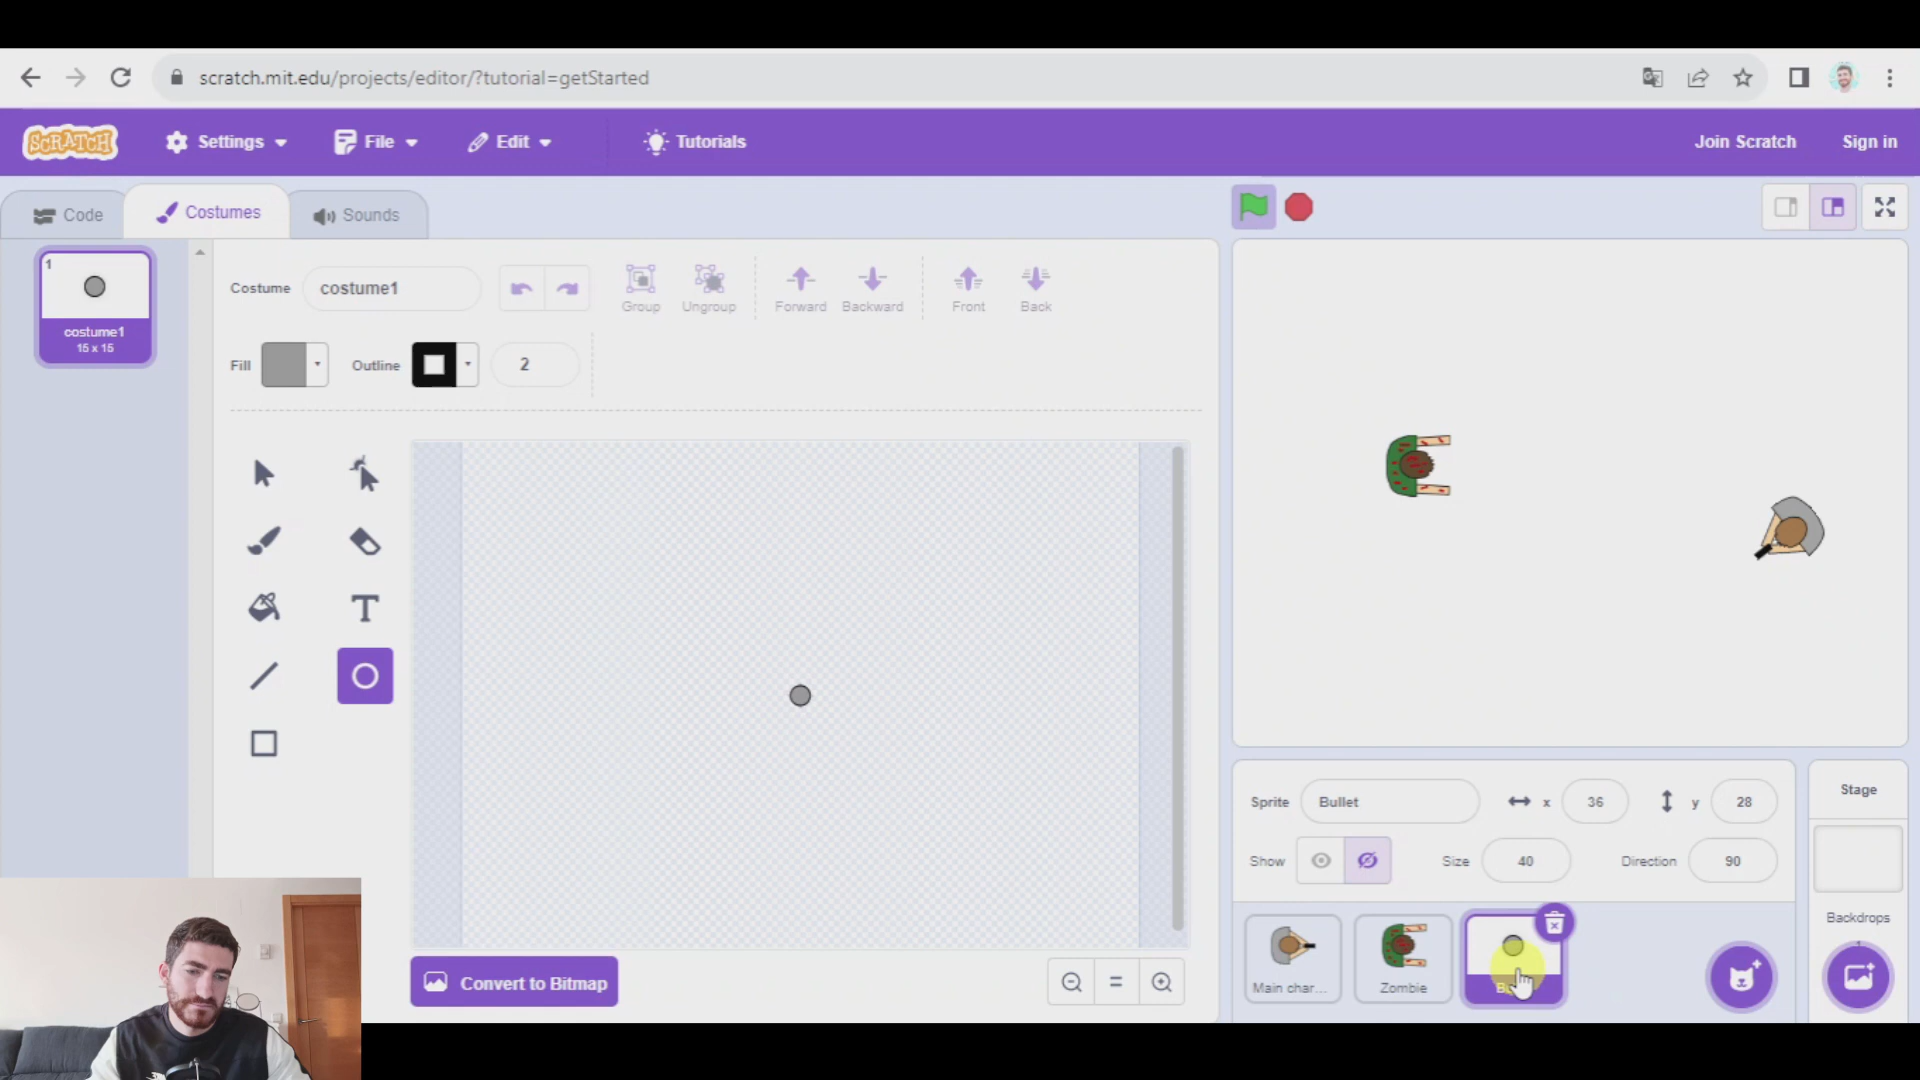 scratch.mit.edu/projects/editor/?tutorial=getStarted
SCRATCH Settings File Edit Tutorials Join Scratch Sign in
Code Costumes Sounds
1
costume1
15 x 15
Costume costume1 Group Ungroup Forward Backward Front Back
Fill Outline 2
T
Convert to Bitmap
Sprite Bullet x 36 y 28
Show Size 40 Direction 90
Main char... Zombie
Stage
Backdrops